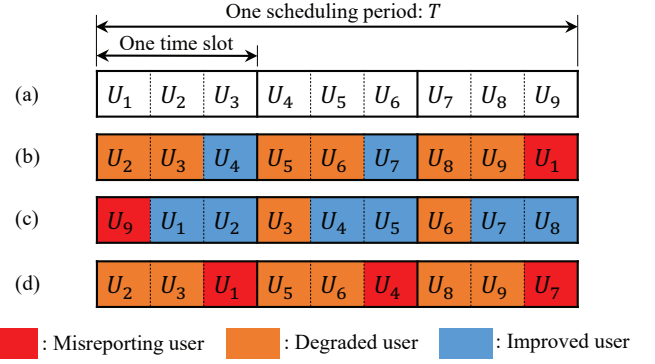 One scheduling period: T
One time slot
(a) U₁ U₂ U₃ U₄ U₅ U₆ U₇ U₈ U₉
(b) U₂ U₃ U₄ U₅ U₆ U₇ U₈ U₉ U₁
(c) U₉ U₁ U₂ U₃ U₄ U₅ U₆ U₇ U₈
(d) U₂ U₃ U₁ U₅ U₆ U₄ U₈ U₉ U₇
: Misreporting user : Degraded user : Improved user